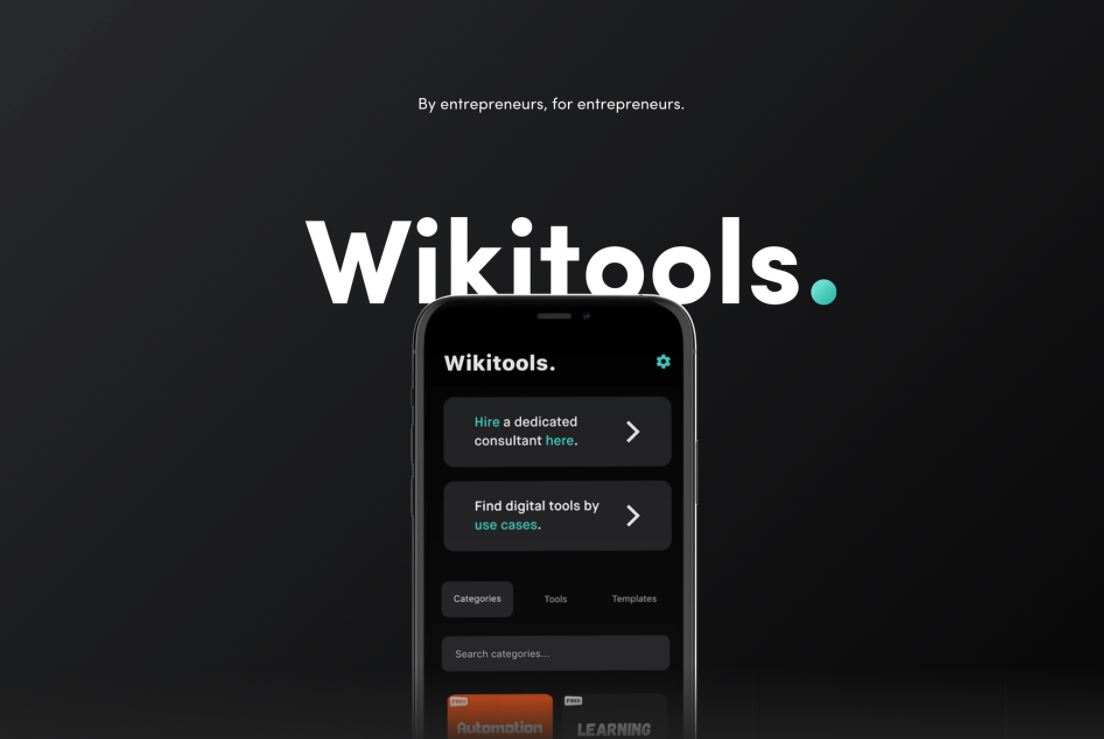 By entrepreneurs, for entrepreneurs.
Wikitools.
Wikitools.
Hire a dedicated
consultant here.
Find digital tools by
use cases.
Categories
Tools
Templates
Search categories...
FREE
FREE
Automation
LEARNING